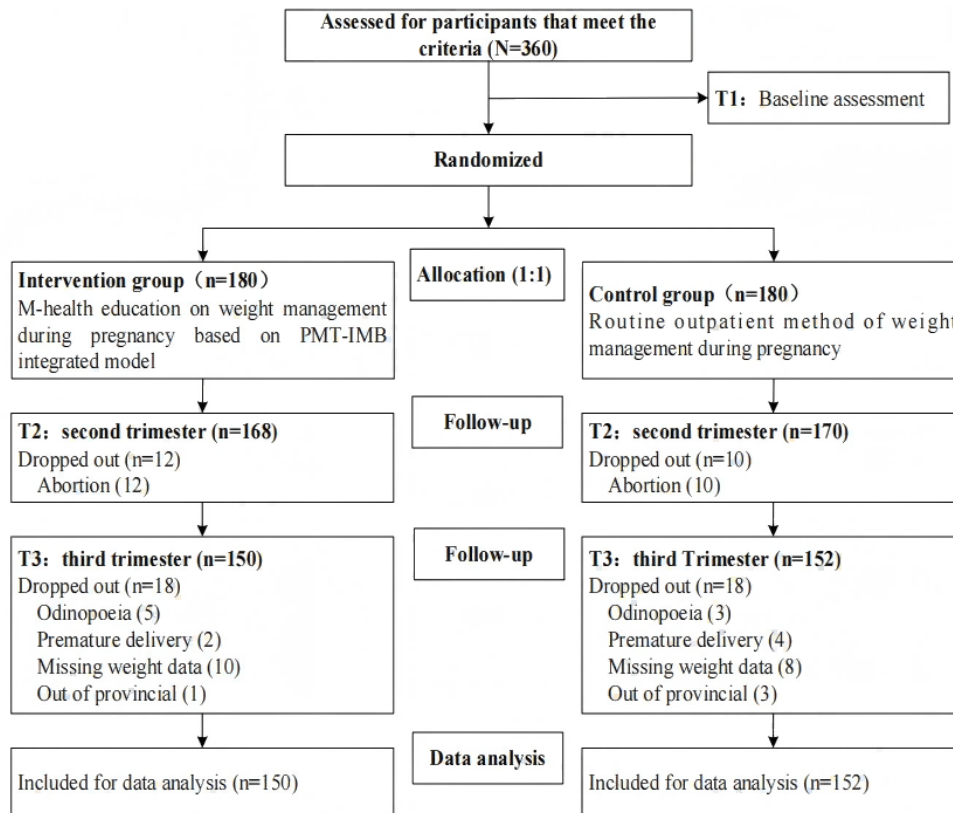 Assessed for participants that meet the
criteria (N=360)
T1：Baseline assessment
Randomized
Allocation (1:1)
Intervention group（n=180）
M-health education on weight management
during pregnancy based on PMT-IMB
integrated model
Control group（n=180）
Routine outpatient method of weight
management during pregnancy
Follow-up
T2：second trimester (n=168)
Dropped out (n=12)
Abortion (12)
T2：second trimester (n=170)
Dropped out (n=10)
Abortion (10)
Follow-up
T3：third trimester (n=150)
Dropped out (n=18)
Odinopoeia (5)
Premature delivery (2)
Missing weight data (10)
Out of provincial (1)
T3：third Trimester (n=152)
Dropped out (n=18)
Odinopoeia (3)
Premature delivery (4)
Missing weight data (8)
Out of provincial (3)
Data analysis
Included for data analysis (n=150)
Included for data analysis (n=152)